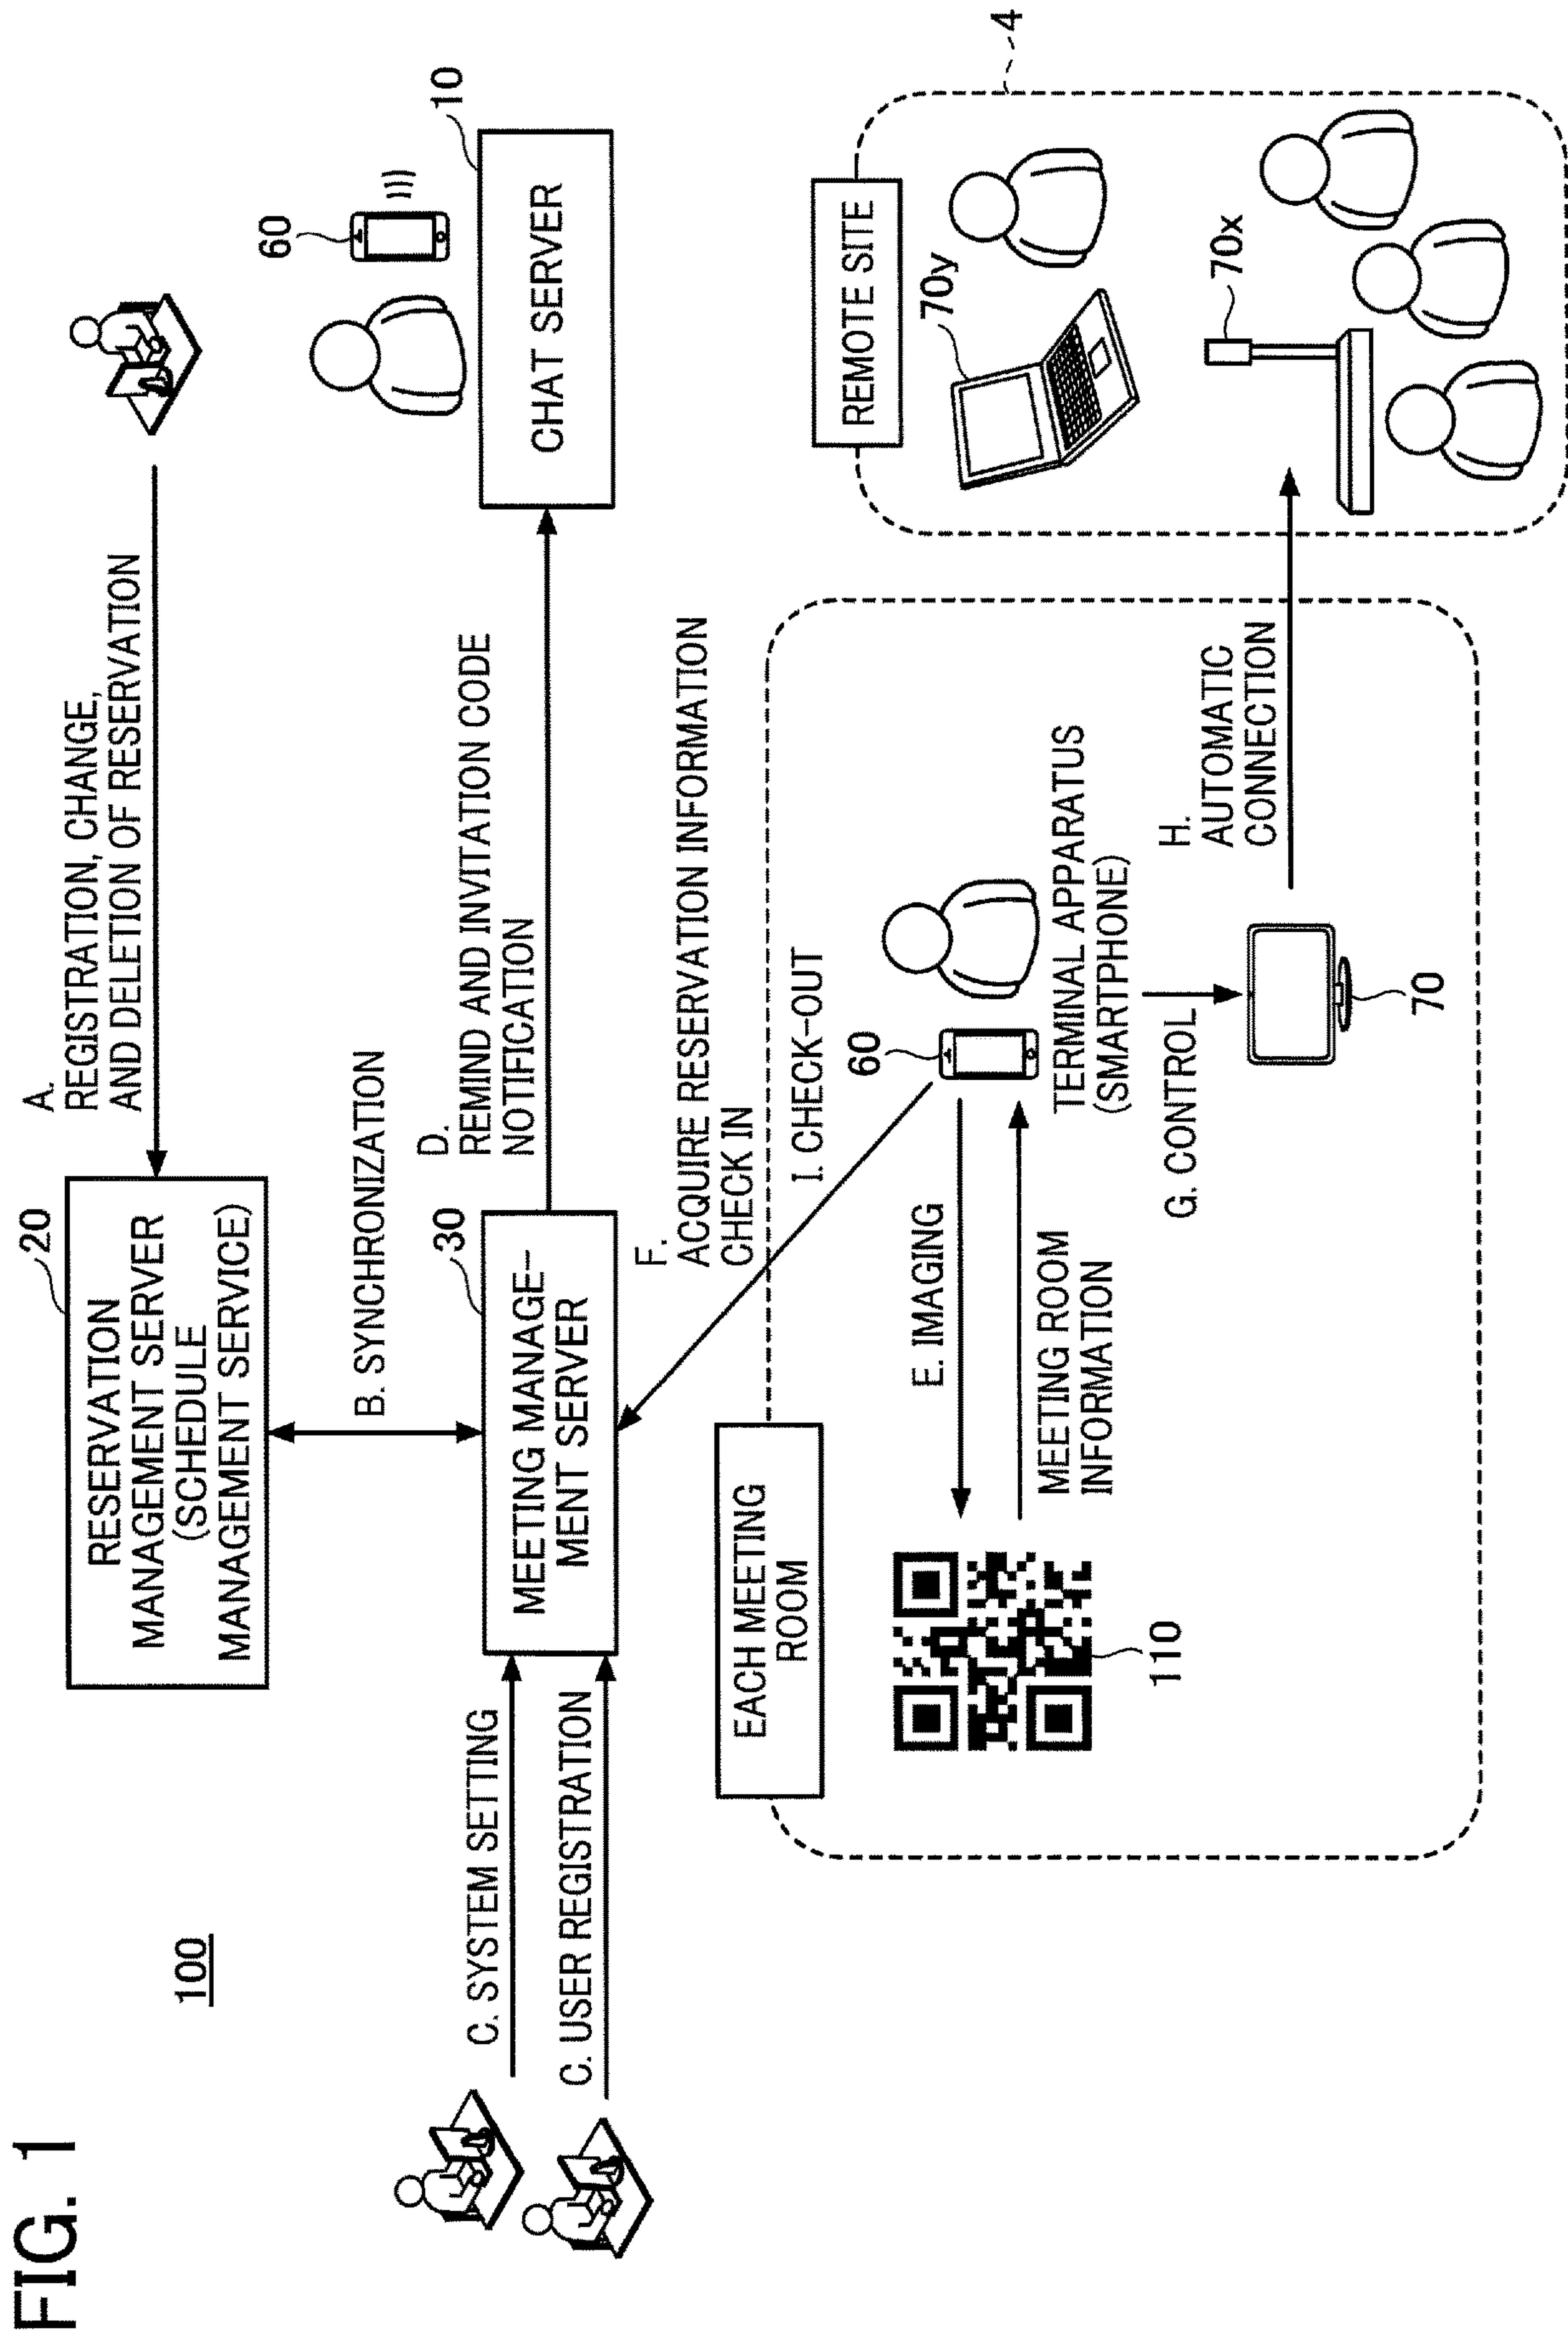 FIG. 1
100
A.
REGISTRATION, CHANGE,
AND DELETION OF RESERVATION
20
RESERVATION
MANAGEMENT SERVER
(SCHEDULE
MANAGEMENT SERVICE)
B. SYNCHRONIZATION
60
10
CHAT SERVER
D.
REMIND AND INVITATION CODE
NOTIFICATION
30
MEETING MANAGE-
MENT SERVER
C. SYSTEM SETTING
C. USER REGISTRATION
F.
ACQUIRE RESERVATION INFORMATION
CHECK IN
I. CHECK-OUT
EACH MEETING
ROOM
E. IMAGING
MEETING ROOM
INFORMATION
110
60
TERMINAL APPARATUS
(SMARTPHONE)
G. CONTROL
70
H.
AUTOMATIC
CONNECTION
REMOTE SITE
4
70y
70x